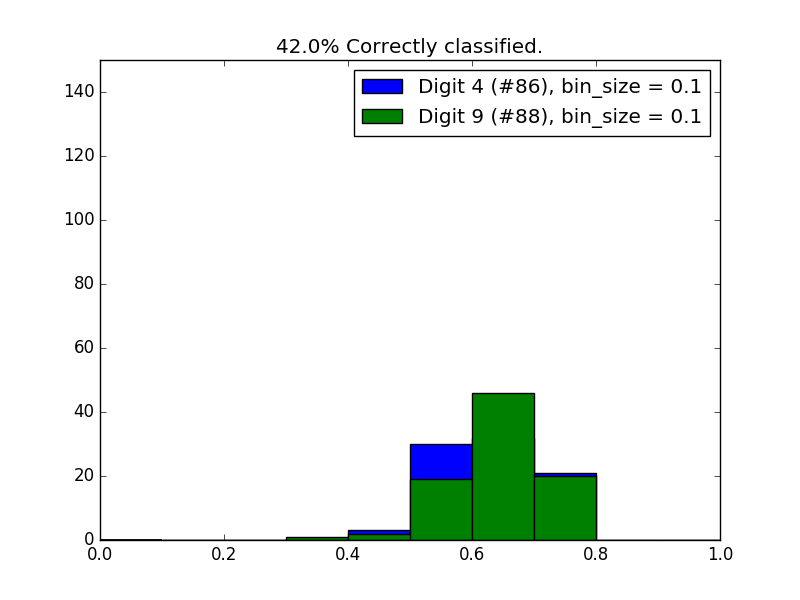 42.0% Correctly classified.
Digit 4 (#86), bin_size = 0.1
Digit 9 (#88), bin_size = 0.1
140
120
100
80
60
40
20
0
0.0 0.2 0.4 0.6 0.8 1.0